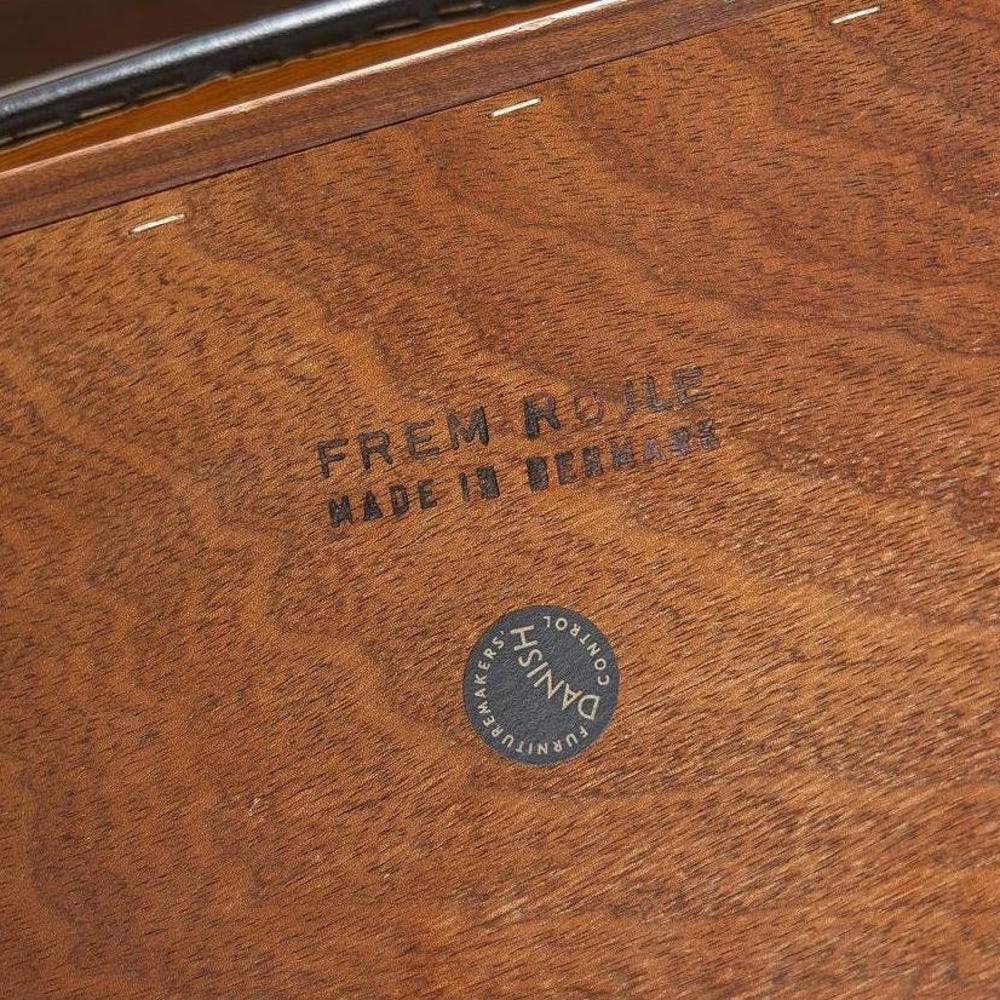 FREM ROJLE
MADE IN DENMARK
DANISH
FURNITUREMAKERS'
CONTROL